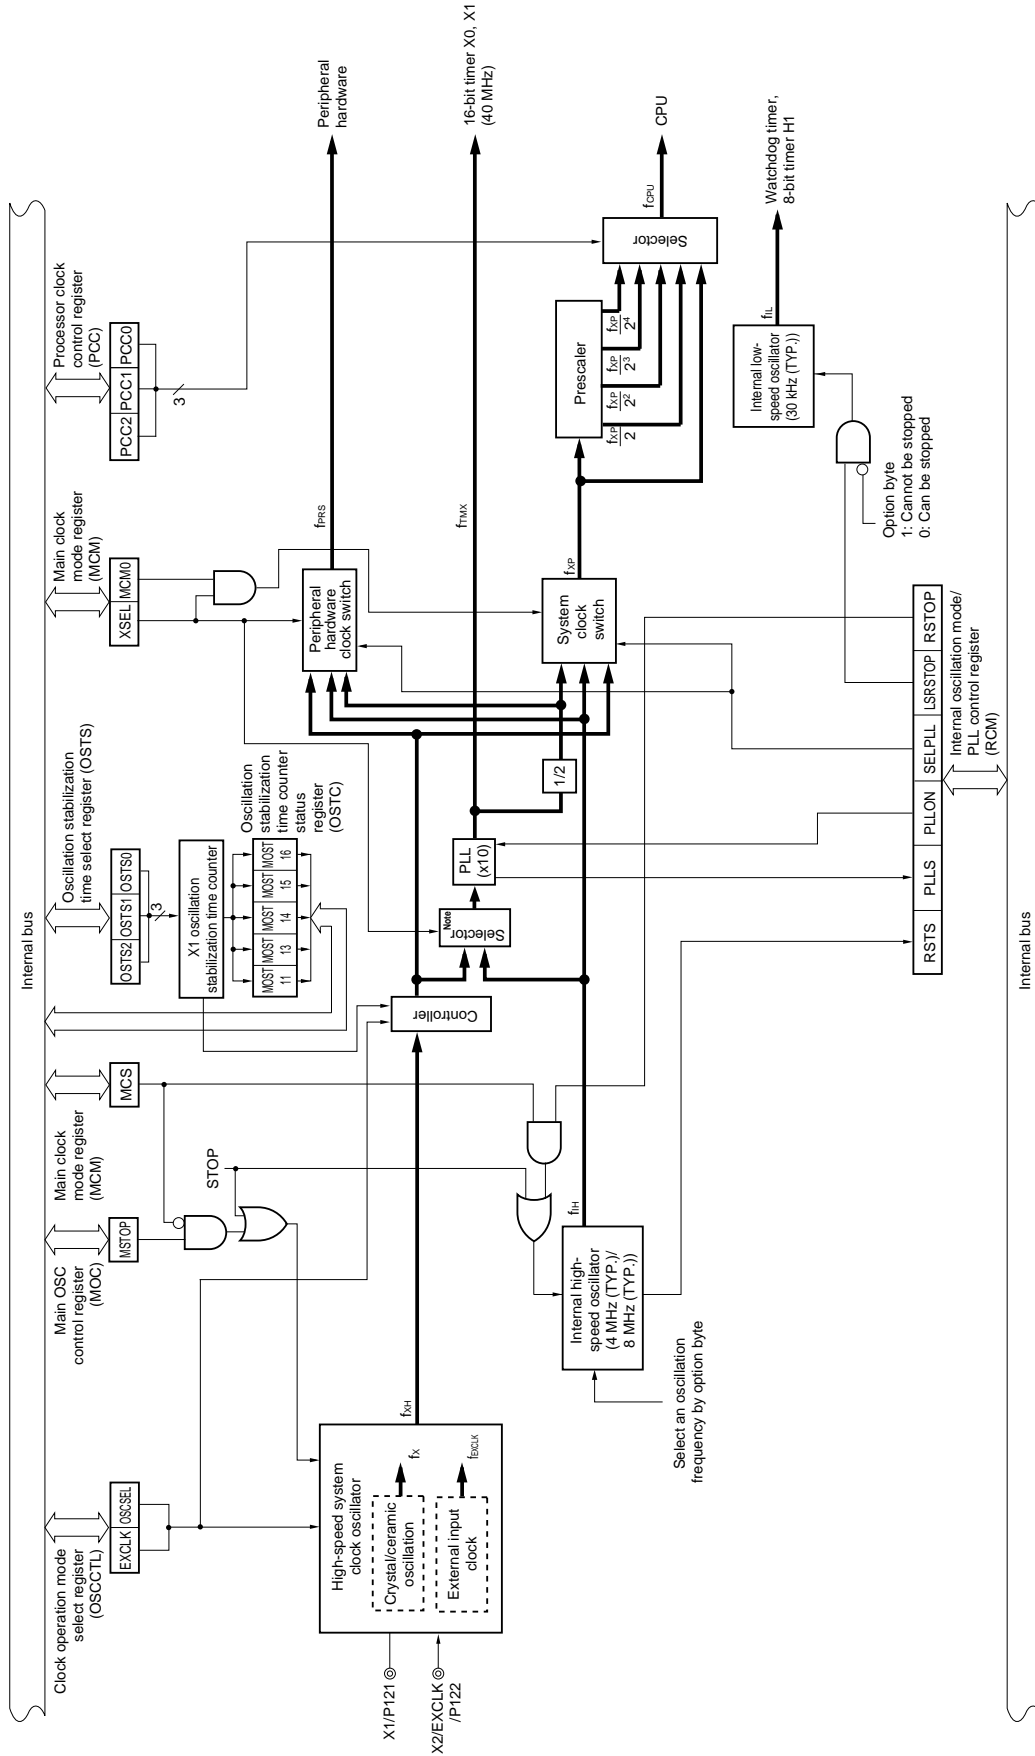 Internal bus
Clock operation mode
select register
(OSCCTL)
EXCLK
OSCSEL
Main OSC
control register
(MOC)
MSTOP
Main clock
mode register
(MCM)
MCS
Oscillation stabilization
time select register (OSTS)
OSTS2
OSTS1
OSTS0
3
X1 oscillation
stabilization time counter
Oscillation
stabilization
time counter
status
register
(OSTC)
MOST
11
MOST
13
MOST
14
MOST
15
MOST
16
Main clock
mode register
(MCM)
XSEL
MCM0
Processor clock
control register
(PCC)
PCC2
PCC1
PCC0
3
STOP
X1/P121
X2/EXCLK
/P122
High-speed system
clock oscillator
Crystal/ceramic
oscillation
fX
External input
clock
fEXCLK
fXH
Controller
Peripheral
hardware
clock switch
fPRS
Peripheral
hardware
Note
Selector
PLL
(x10)
1/2
fTMX
16-bit timer X0, X1
(40 MHz)
Select an oscillation
frequency by option byte
Internal high-
speed oscillator
(4 MHz (TYP.)/
8 MHz (TYP.))
fIH
System
clock
switch
fXP
Prescaler
fXP
2
fXP
2²
fXP
2³
fXP
2⁴
Selector
fCPU
CPU
Option byte
1: Cannot be stopped
0: Can be stopped
Internal low-
speed oscillator
(30 kHz (TYP.))
fIL
Watchdog timer,
8-bit timer H1
RSTS
PLLS
PLLON
SELPLL
LSRSTOP
RSTOP
Internal oscillation mode/
PLL control register
(RCM)
Internal bus